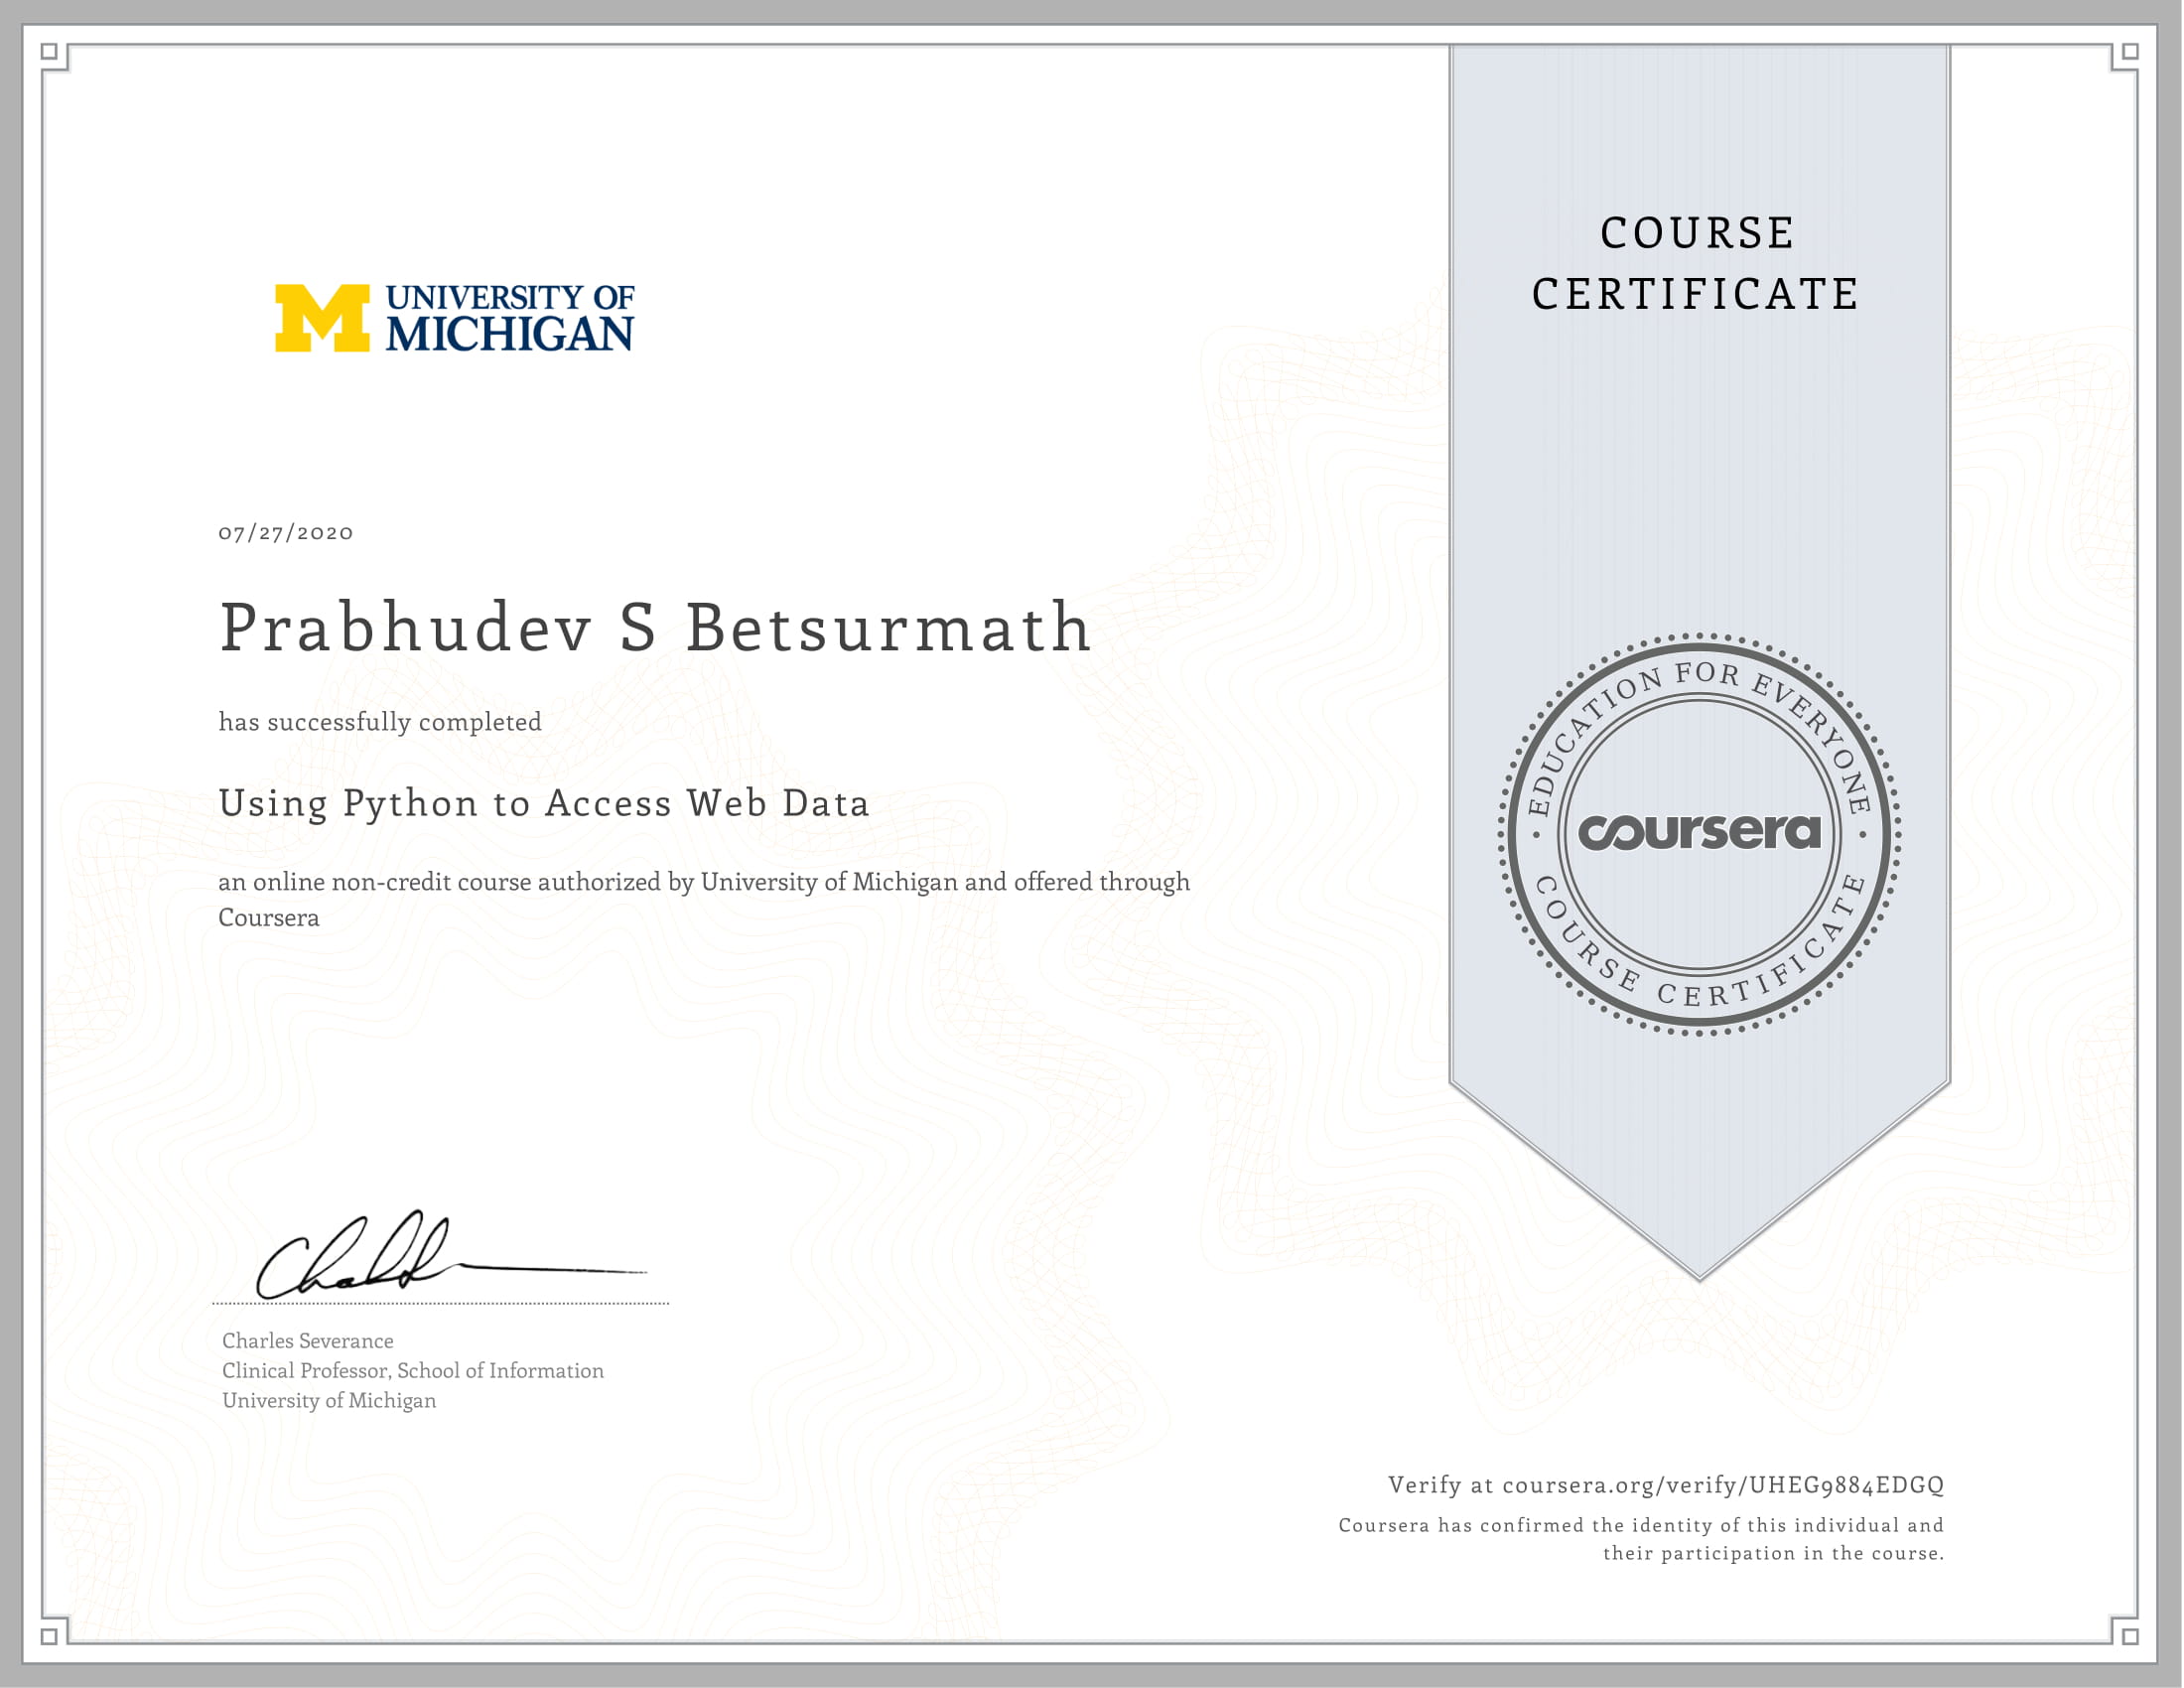 UNIVERSITY OF
MICHIGAN
COURSE
CERTIFICATE
07/27/2020
Prabhudev S Betsurmath
has successfully completed
Using Python to Access Web Data
an online non-credit course authorized by University of Michigan and offered through
Coursera
EDUCATION FOR EVERYONE
coursera
COURSE CERTIFICATE
Charles Severance
Clinical Professor, School of Information
University of Michigan
Verify at coursera.org/verify/UHEG9884EDGQ
Coursera has confirmed the identity of this individual and
their participation in the course.